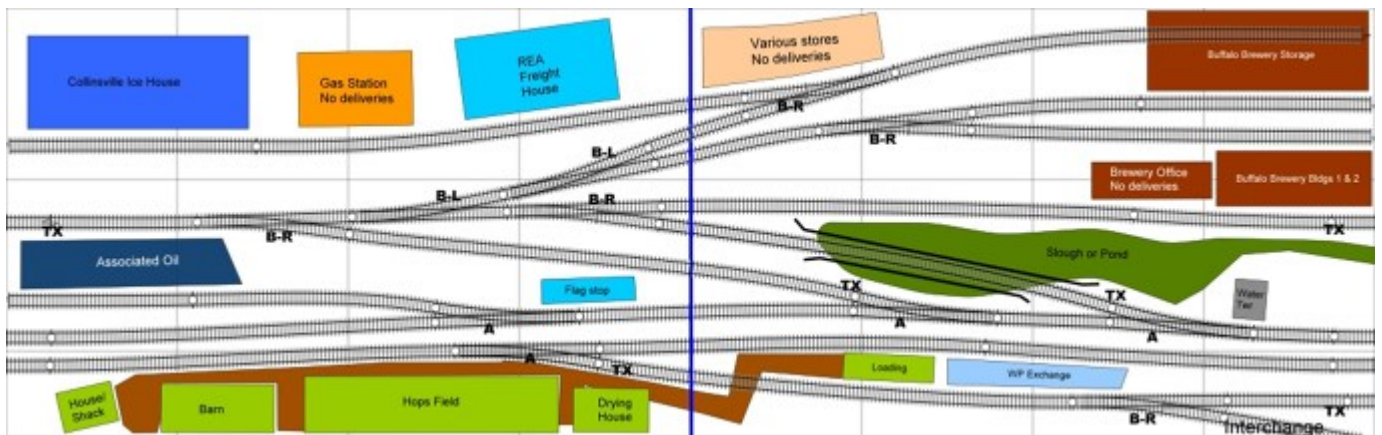 Collinsville Ice House
Gas Station
No deliveries
REA
Freight
House
Various stores
No deliveries
Buffalo Brewery Storage
B-R
B-L
B-R
B-L
B-R
Brewery Office
No deliveries
Buffalo Brewery Bldgs 1 & 2
TX
B-R
TX
Associated Oil
Slough or Pond
Flag stop
TX
TX
Water
A
A
A
A
TX
Loading
WP Exchange
House/
Shack
Barn
Hops Field
Drying
House
B-R
TX
Interchange